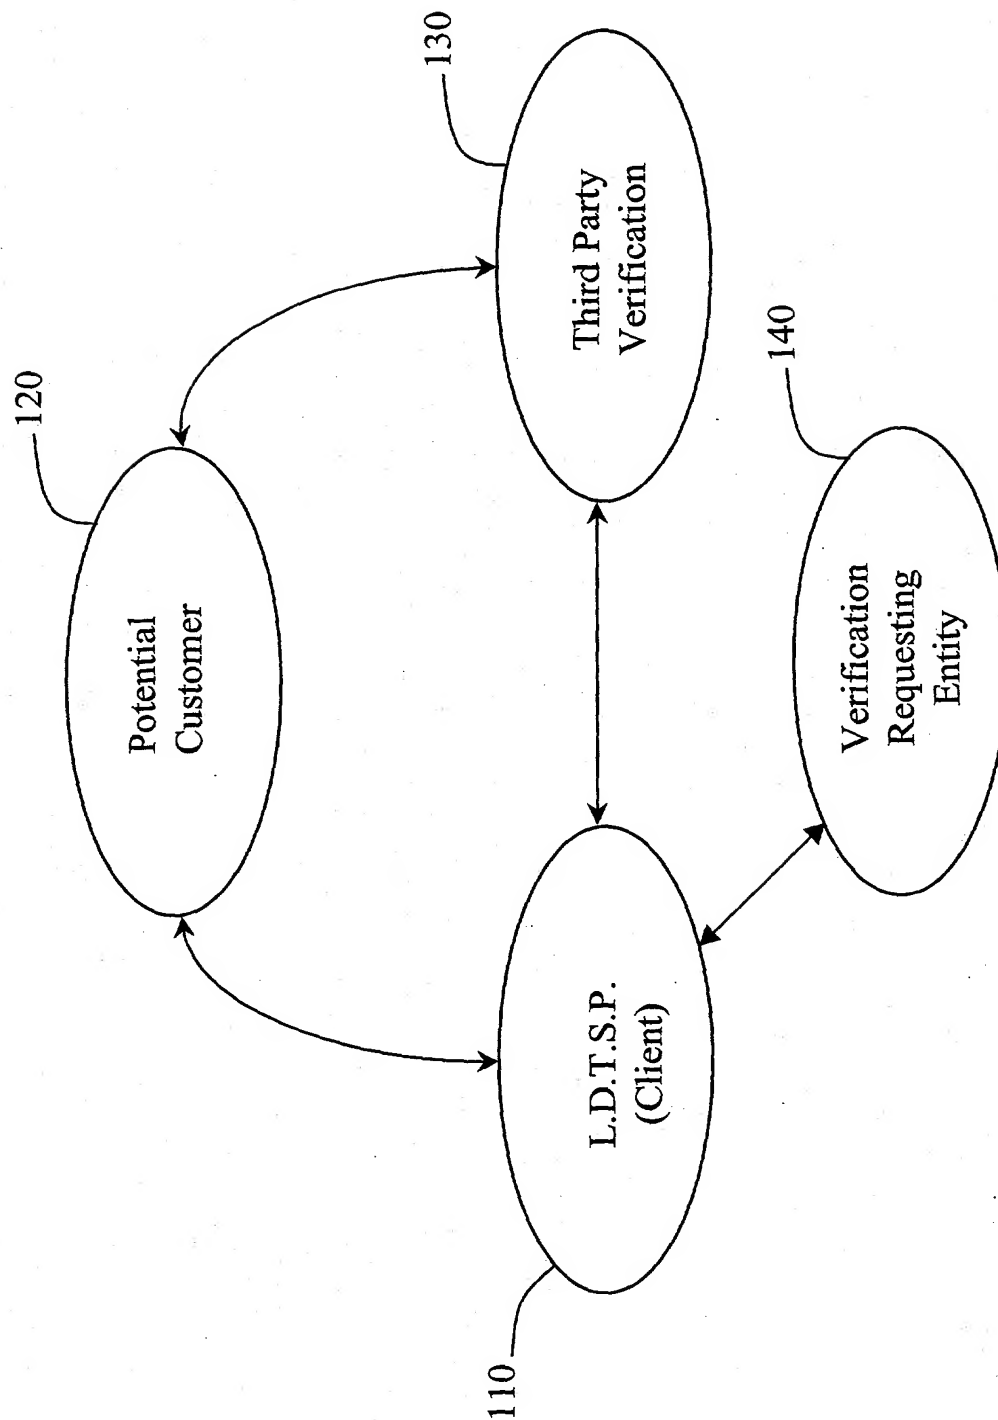 120
Potential
Customer
130
Third Party
Verification
110
L.D.T.S.P.
(Client)
140
Verification
Requesting
Entity